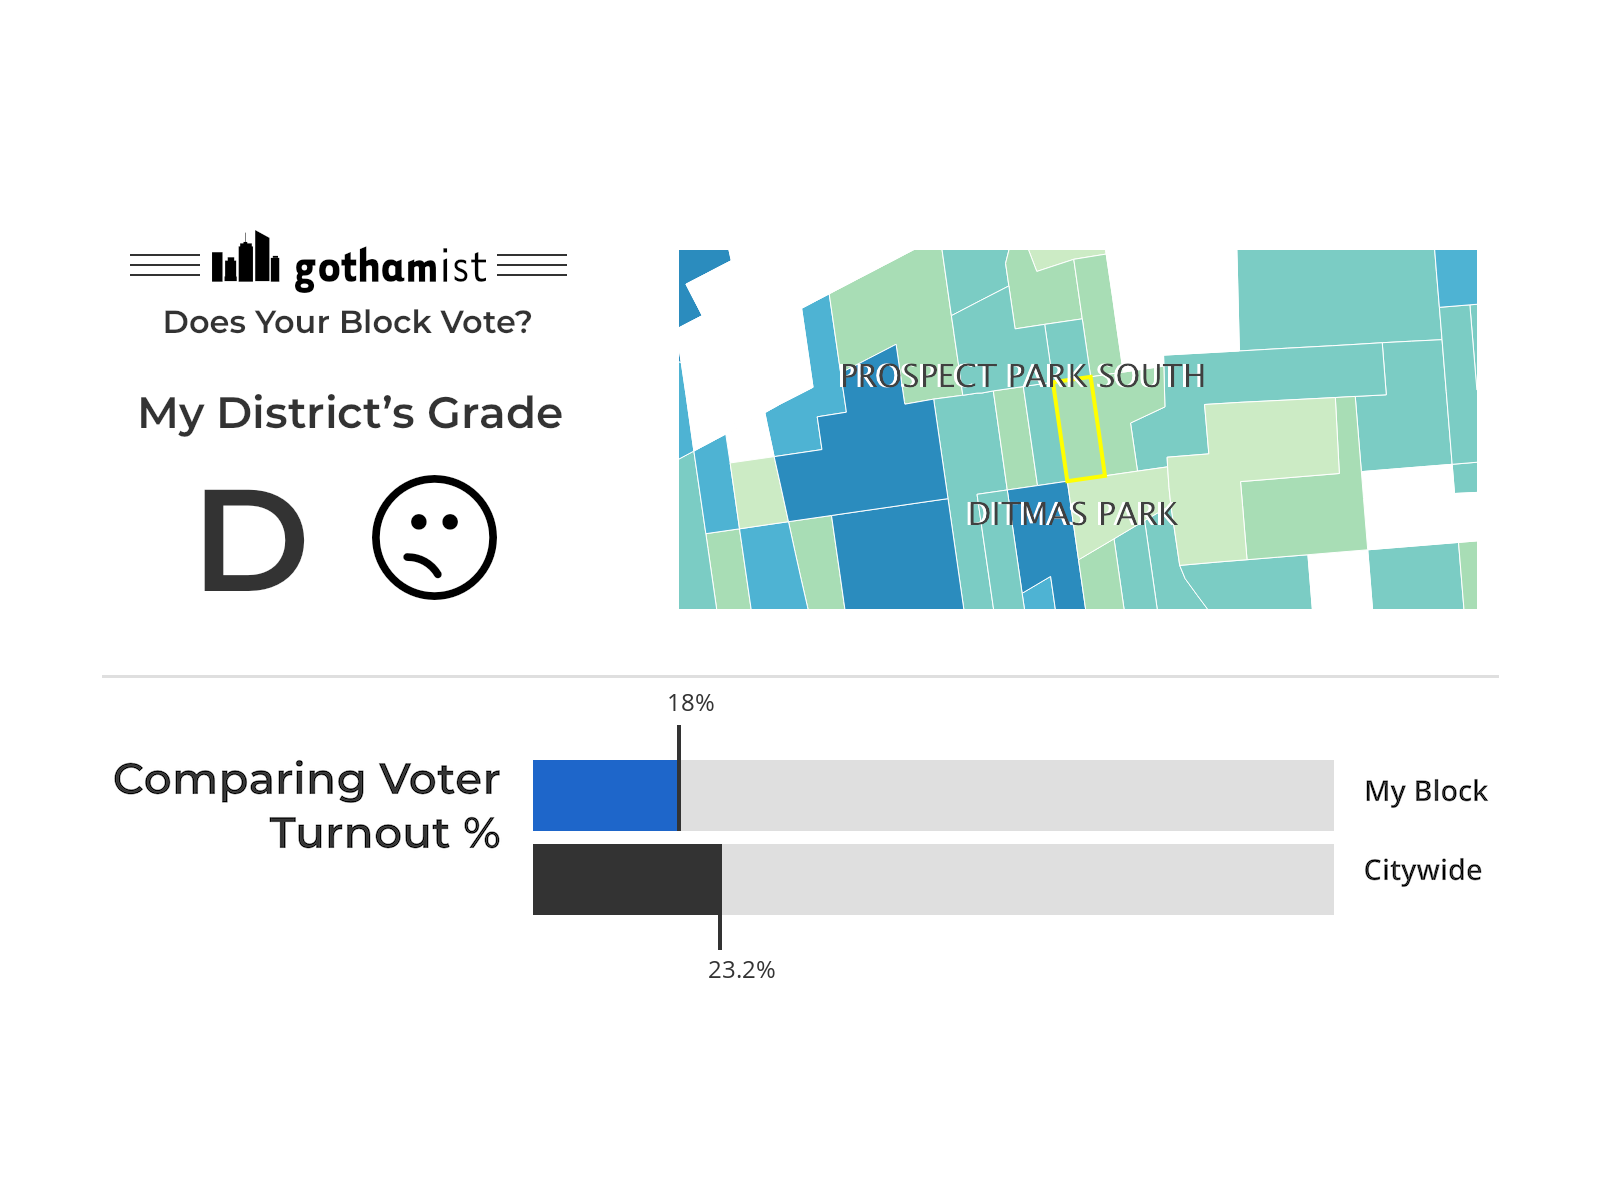 gothamist
Does Your Block Vote?
My District's Grade
D
PROSPECT PARK SOUTH
DITMAS PARK
18%
Comparing Voter
Turnout %
My Block
Citywide
23.2%